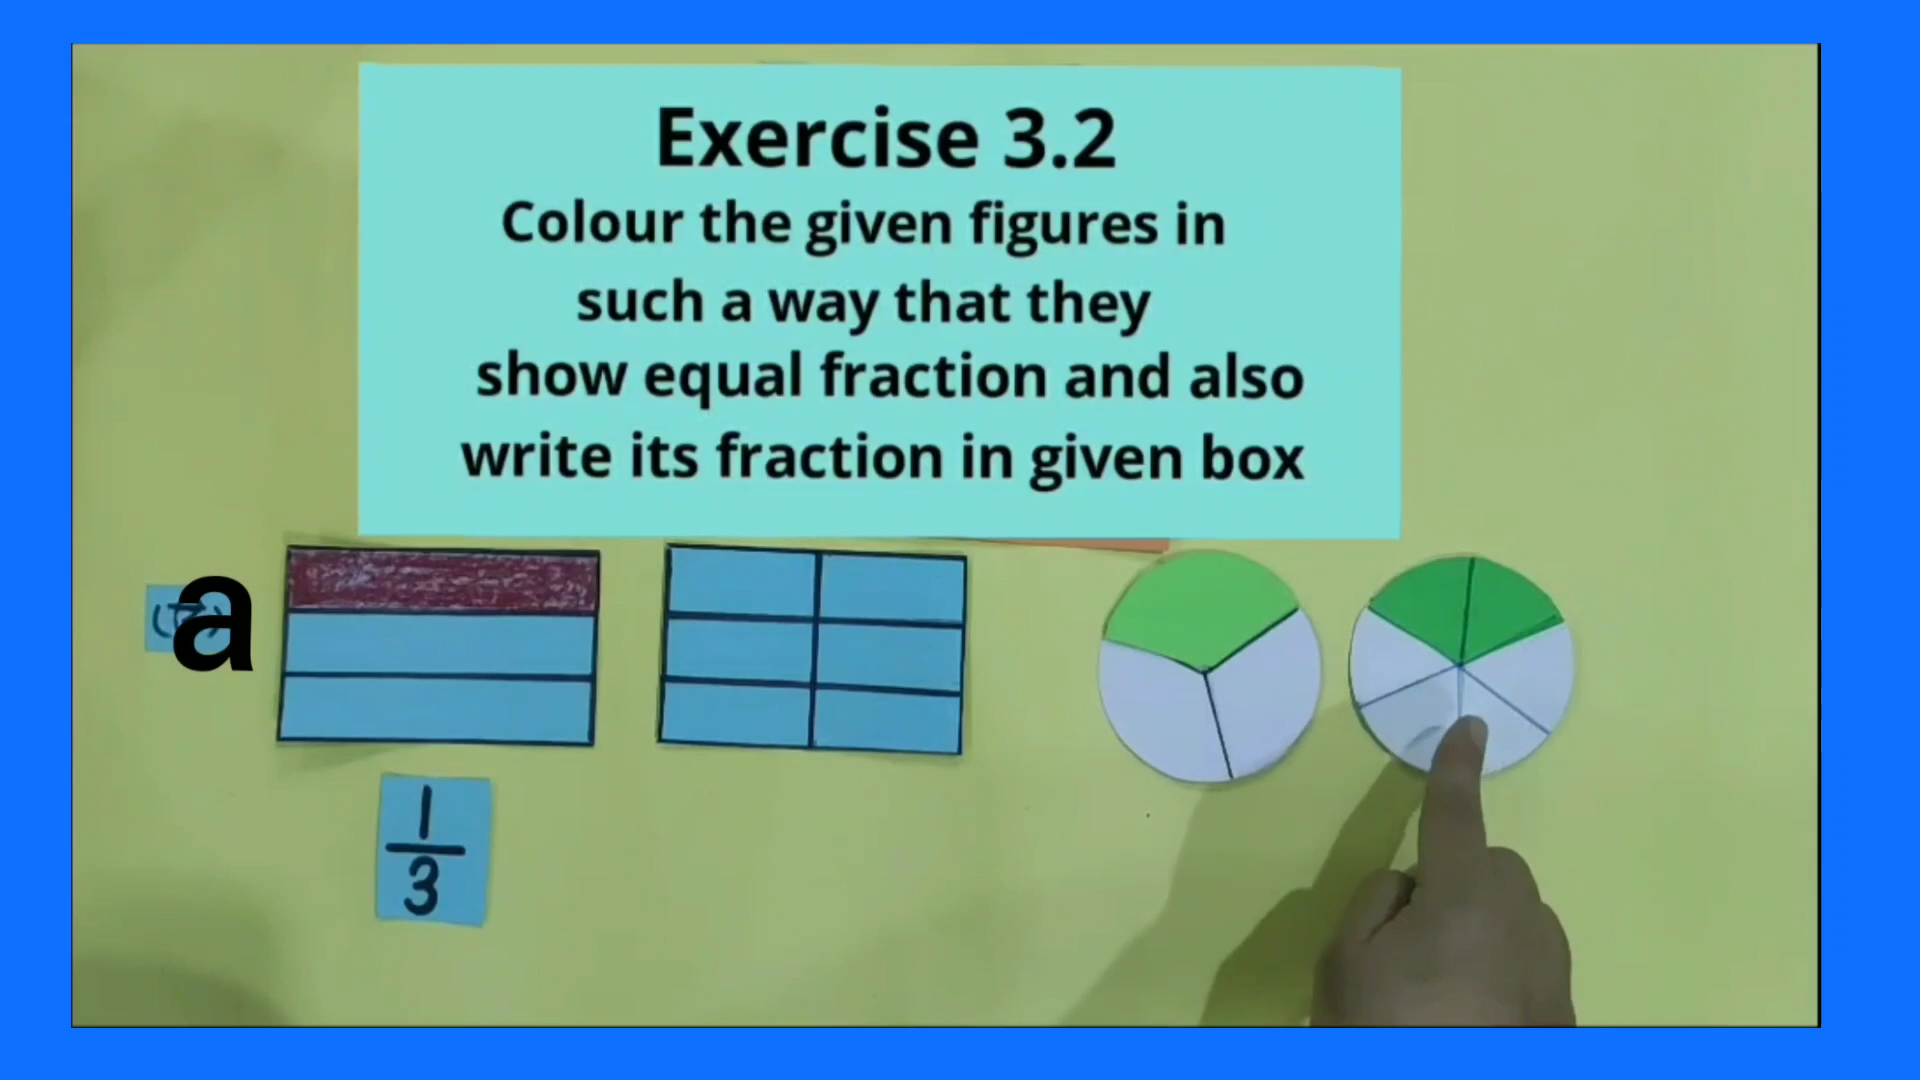 Exercise 3.2
Colour the given figures in
such a way that they
show equal fraction and also
write its fraction in given box
a
1
3